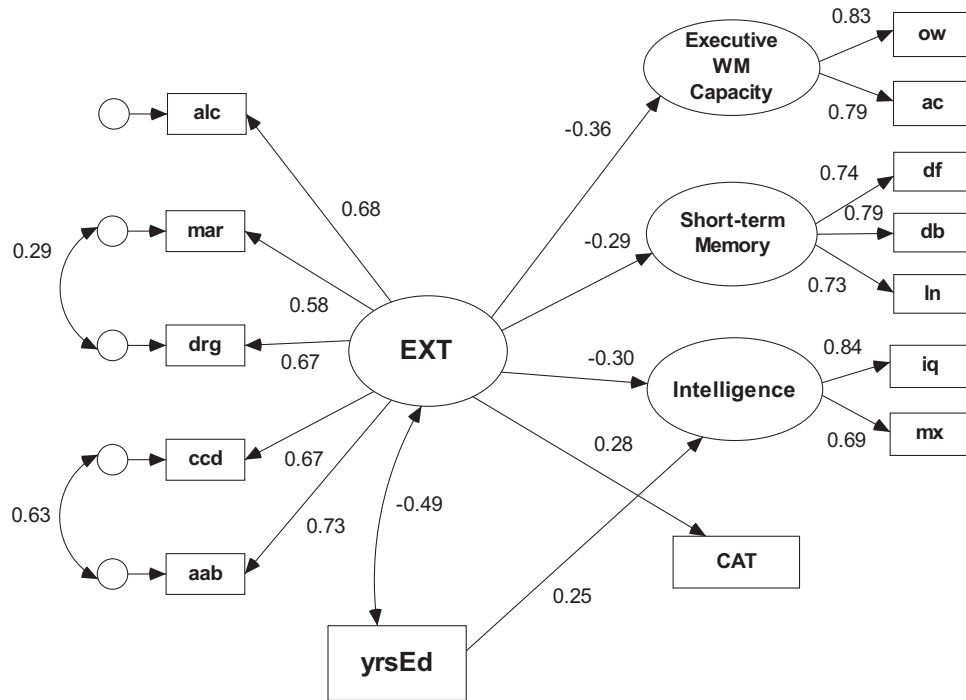 0.83
ow
Executive
WM
Capacity
0.79
ac
alc
-0.36
0.74
df
0.68
0.79
Short-term
Memory
db
mar
0.29
-0.29
0.73
ln
0.58
EXT
drg
0.67
-0.30
0.84
iq
Intelligence
0.69
mx
0.28
ccd
0.67
0.63
-0.49
0.73
CAT
aab
0.25
yrsEd